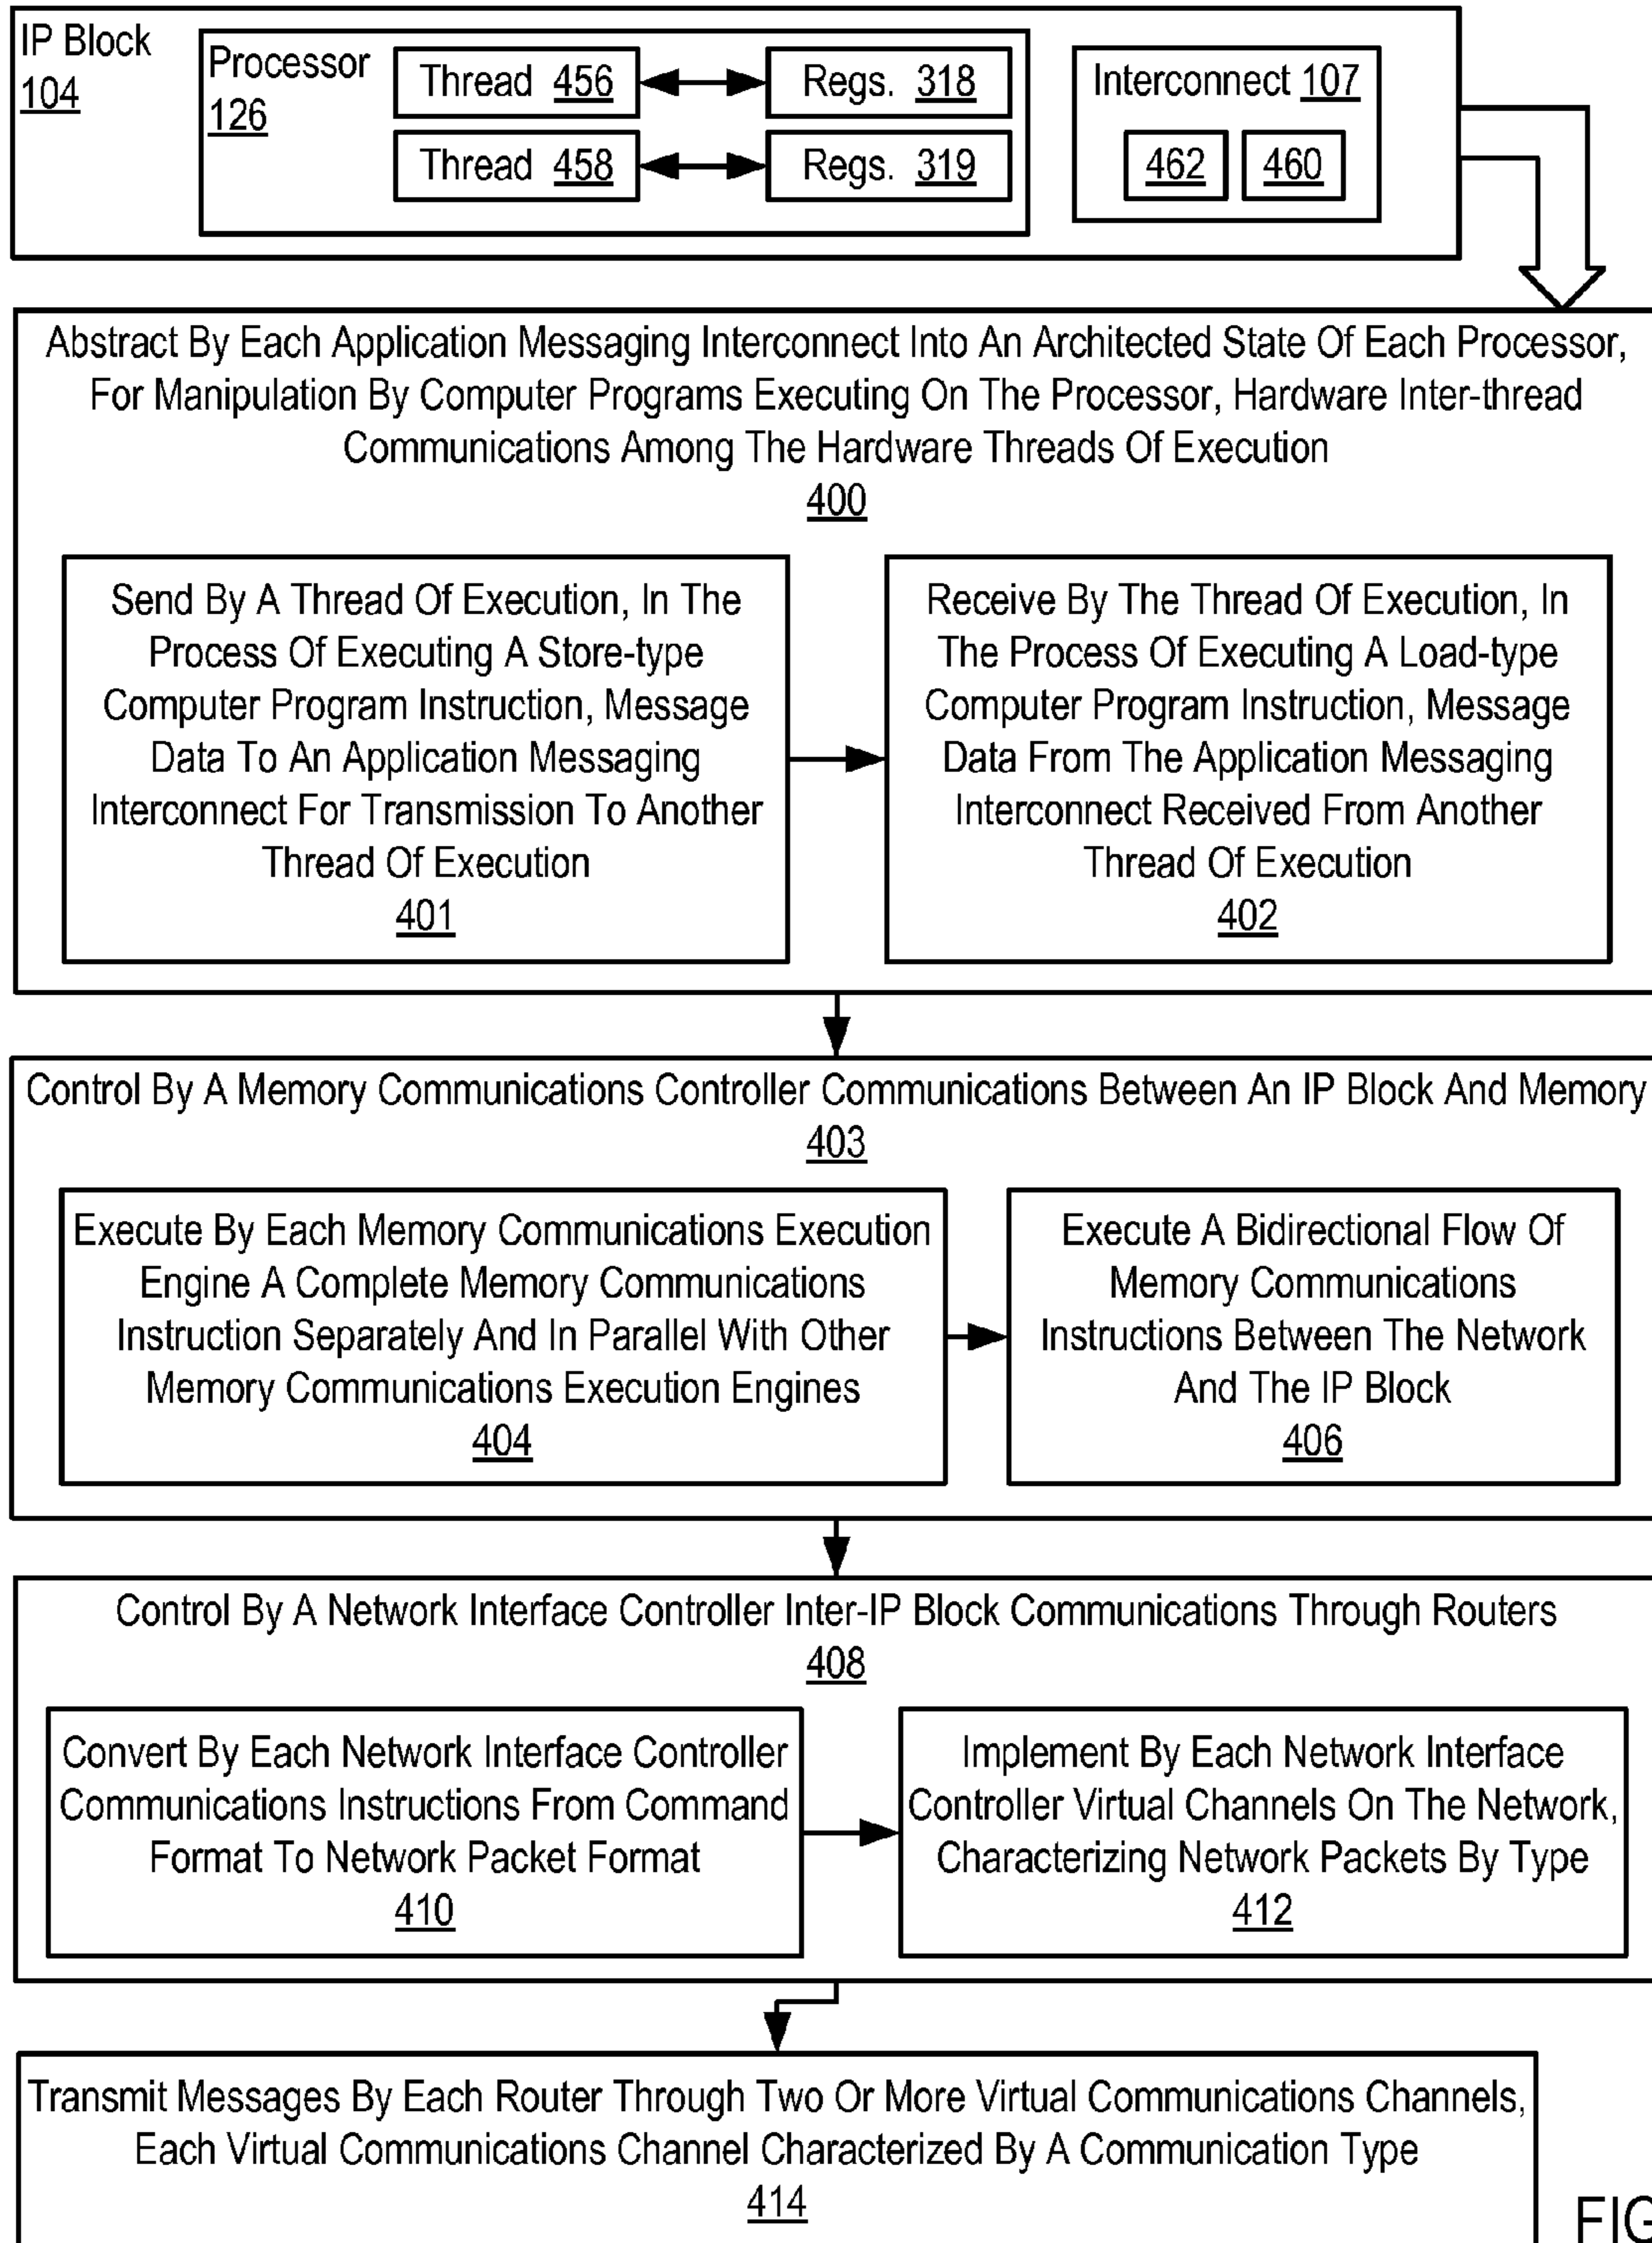 IP Block
104
Processor
126
Thread 456
Regs. 318
Thread 458
Regs. 319
Interconnect 107
462
460
Abstract By Each Application Messaging Interconnect Into An Architected State Of Each Processor,
For Manipulation By Computer Programs Executing On The Processor, Hardware Inter-thread
Communications Among The Hardware Threads Of Execution
400
Send By A Thread Of Execution, In The
Process Of Executing A Store-type
Computer Program Instruction, Message
Data To An Application Messaging
Interconnect For Transmission To Another
Thread Of Execution
401
Receive By The Thread Of Execution, In
The Process Of Executing A Load-type
Computer Program Instruction, Message
Data From The Application Messaging
Interconnect Received From Another
Thread Of Execution
402
Control By A Memory Communications Controller Communications Between An IP Block And Memory
403
Execute By Each Memory Communications Execution
Engine A Complete Memory Communications
Instruction Separately And In Parallel With Other
Memory Communications Execution Engines
404
Execute A Bidirectional Flow Of
Memory Communications
Instructions Between The Network
And The IP Block
406
Control By A Network Interface Controller Inter-IP Block Communications Through Routers
408
Convert By Each Network Interface Controller
Communications Instructions From Command
Format To Network Packet Format
410
Implement By Each Network Interface
Controller Virtual Channels On The Network,
Characterizing Network Packets By Type
412
Transmit Messages By Each Router Through Two Or More Virtual Communications Channels,
Each Virtual Communications Channel Characterized By A Communication Type
414
FIG